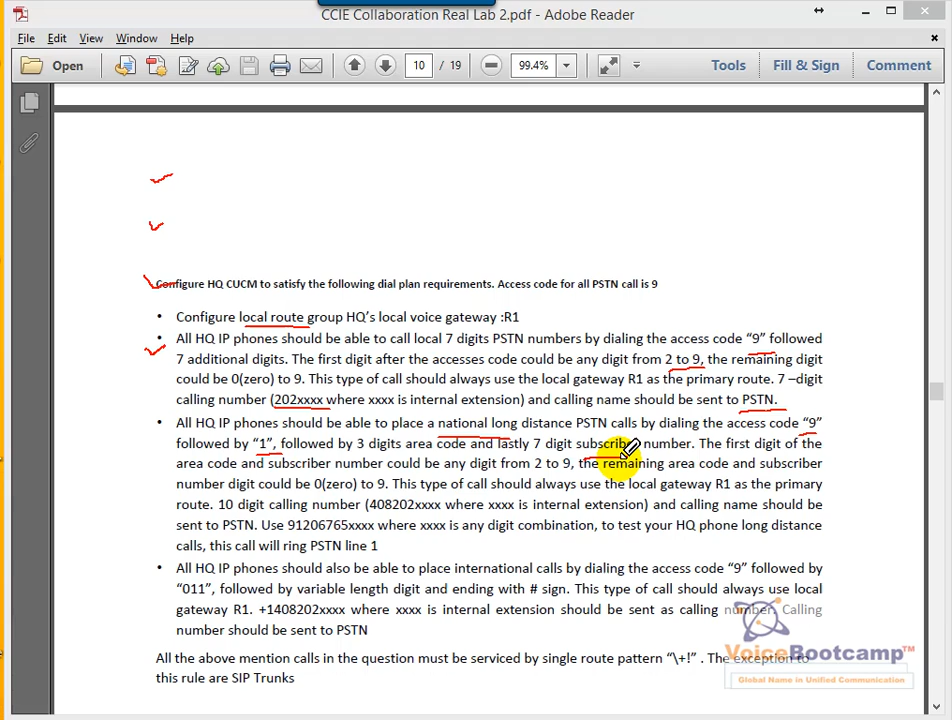 CCIE Collaboration Real Lab 2.pdf - Adobe Reader
File Edit View Window Help
Open 10 / 19 99.4% Tools Fill & Sign Comment
Configure HQ CUCM to satisfy the following dial plan requirements. Access code for all PSTN call is 9
• Configure local route group HQ's local voice gateway :R1
• All HQ IP phones should be able to call local 7 digits PSTN numbers by dialing the access code “9” followed
7 additional digits. The first digit after the accesses code could be any digit from 2 to 9, the remaining digit
could be 0(zero) to 9. This type of call should always use the local gateway R1 as the primary route. 7 –digit
calling number (202xxxx where xxxx is internal extension) and calling name should be sent to PSTN.
• All HQ IP phones should be able to place a national long distance PSTN calls by dialing the access code “9”
followed by “1”, followed by 3 digits area code and lastly 7 digit subscriber number. The first digit of the
area code and subscriber number could be any digit from 2 to 9, the remaining area code and subscriber
number digit could be 0(zero) to 9. This type of call should always use the local gateway R1 as the primary
route. 10 digit calling number (408202xxxx where xxxx is internal extension) and calling name should be
sent to PSTN. Use 91206765xxxx where xxxx is any digit combination, to test your HQ phone long distance
calls, this call will ring PSTN line 1
• All HQ IP phones should also be able to place international calls by dialing the access code “9” followed by
“011”, followed by variable length digit and ending with # sign. This type of call should always use local
gateway R1. +1408202xxxx where xxxx is internal extension should be sent as calling number. Calling
number should be sent to PSTN
All the above mention calls in the question must be serviced by single route pattern “\+!” . The exception to
this rule are SIP Trunks
VoiceBootcamp™
Global Name in Unified Communication